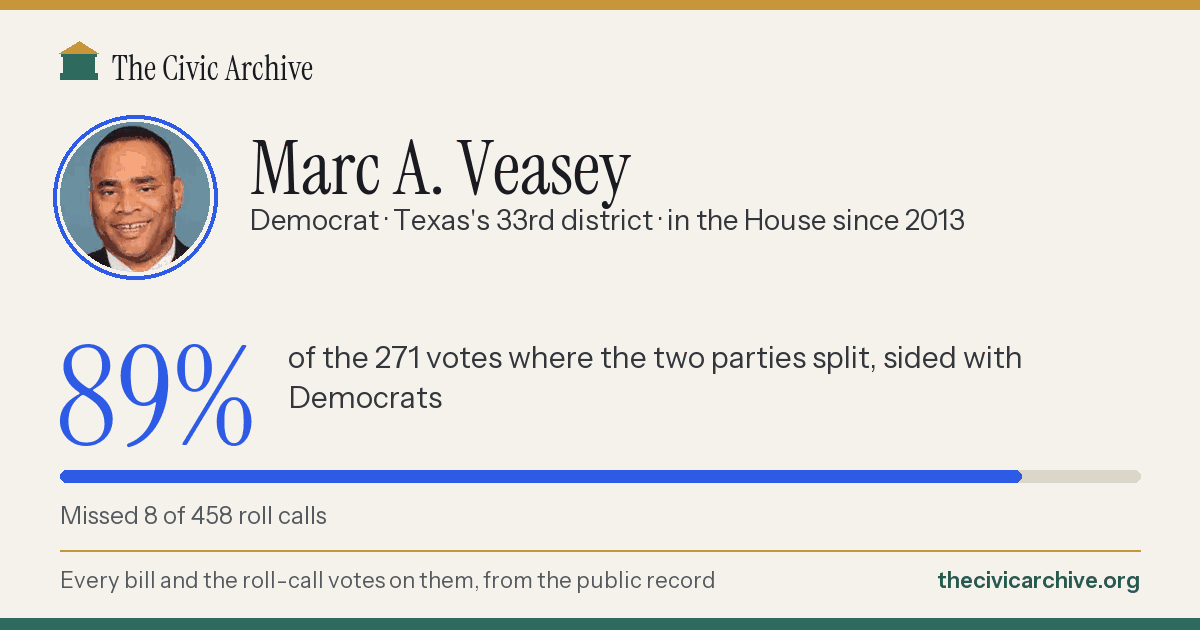 The Civic Archive
Marc A. Veasey
Democrat · Texas's 33rd district · in the House since 2013
89%
of the 271 votes where the two parties split, sided with
Democrats
Missed 8 of 458 roll calls
Every bill and the roll-call votes on them, from the public record
thecivicarchive.org